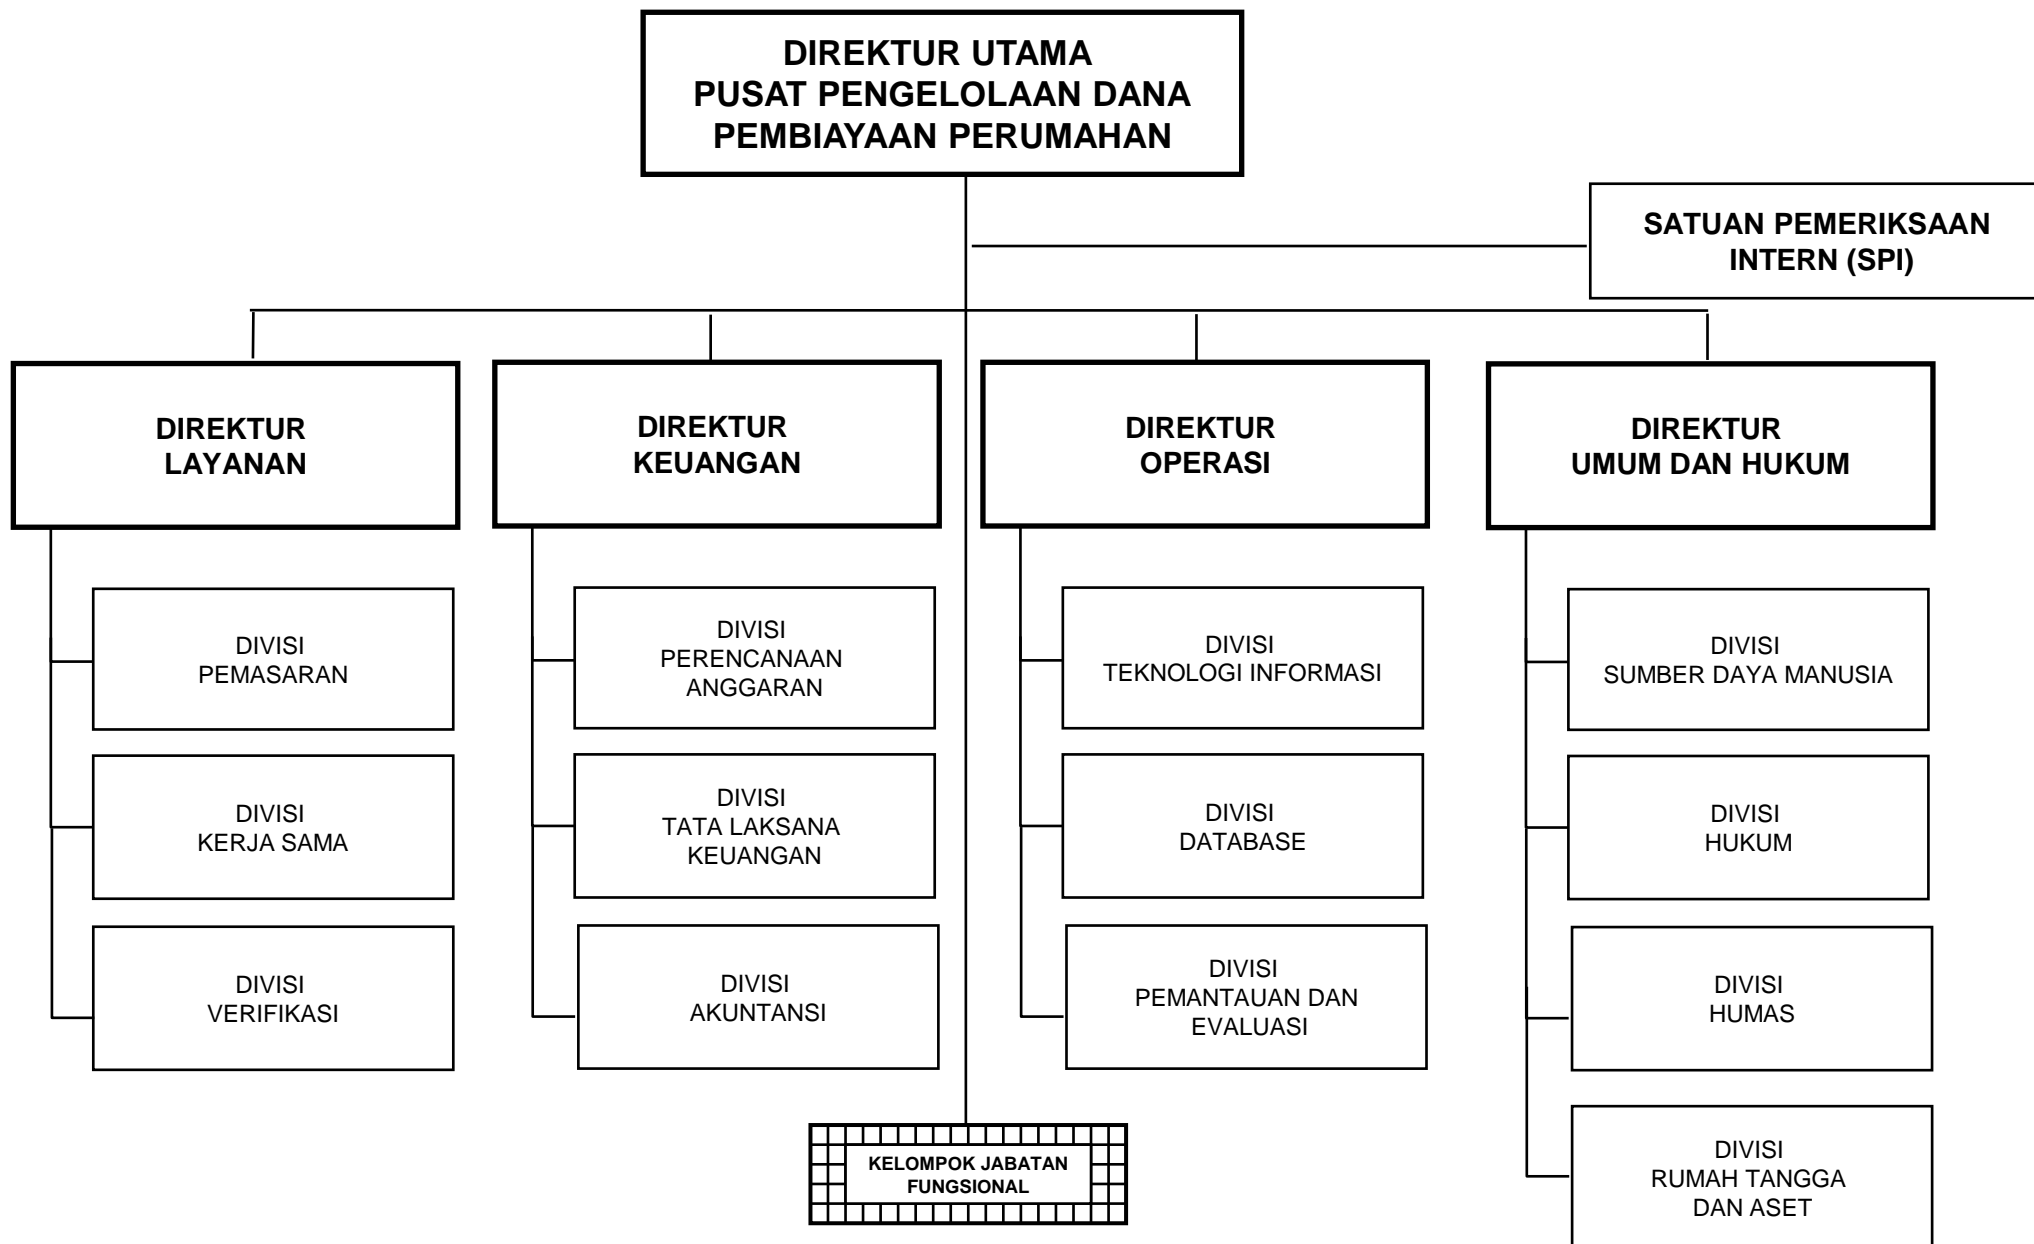 DIREKTUR UTAMA
PUSAT PENGELOLAAN DANA
PEMBIAYAAN PERUMAHAN
SATUAN PEMERIKSAAN
INTERN (SPI)
DIREKTUR
LAYANAN
DIREKTUR
KEUANGAN
DIREKTUR
OPERASI
DIREKTUR
UMUM DAN HUKUM
DIVISI
PEMASARAN
DIVISI
PERENCANAAN
ANGGARAN
DIVISI
TEKNOLOGI INFORMASI
DIVISI
SUMBER DAYA MANUSIA
DIVISI
KERJA SAMA
DIVISI
TATA LAKSANA
KEUANGAN
DIVISI
DATABASE
DIVISI
HUKUM
DIVISI
VERIFIKASI
DIVISI
AKUNTANSI
DIVISI
PEMANTAUAN DAN
EVALUASI
DIVISI
HUMAS
KELOMPOK JABATAN
FUNGSIONAL
DIVISI
RUMAH TANGGA
DAN ASET